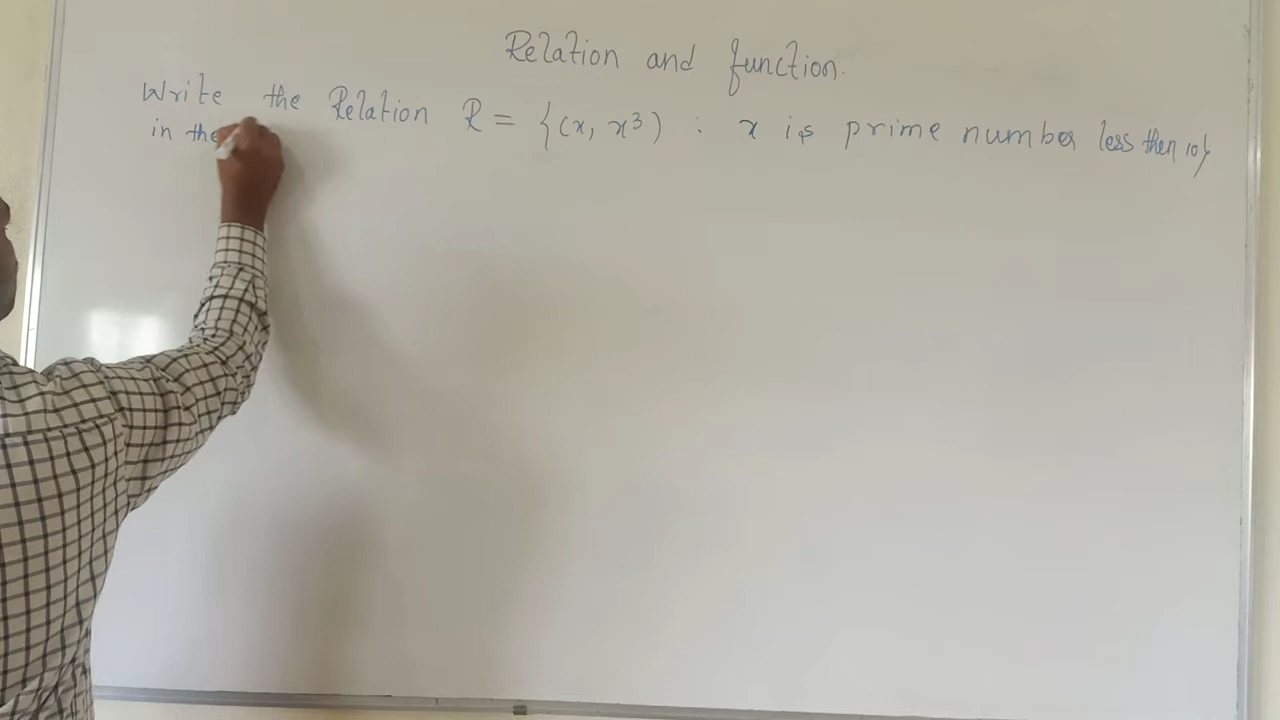 Relation and function.
Write the Relation R = {(x, x³) : x is prime number less then 10}
in the